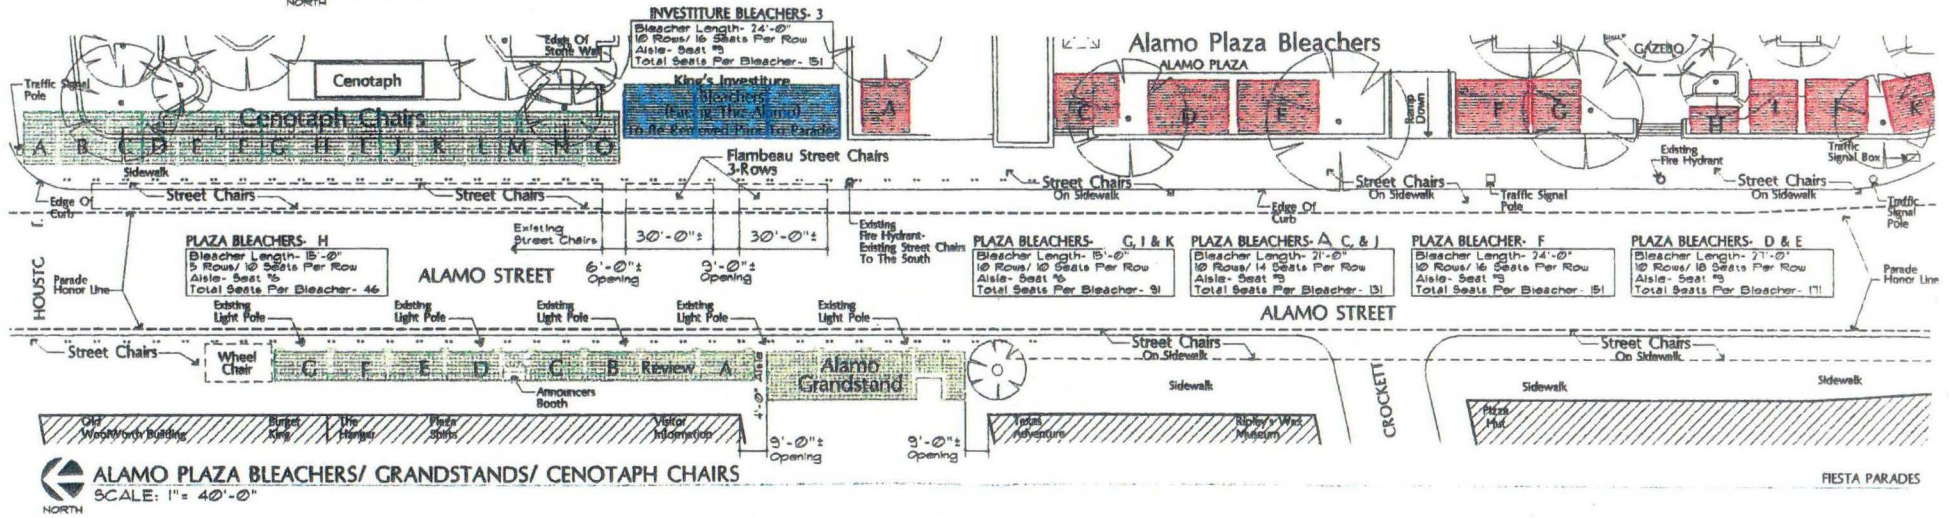 NORTH
INVESTITURE BLEACHERS- 3
Bleacher Length- 24'-0"
10 Rows/ 16 Seats Per Row
Aisle- Seat #9
Total Seats Per Bleacher- 151
Edge Of
Stone Wall
Alamo Plaza Bleachers
ALAMO PLAZA
GAZEBO
Traffic Signal
Pole
Cenotaph
King's Investiture
Bleachers
(Facing The Alamo)
To Be Removed Prior To Parade
Cenotaph Chairs
A B C D E F G H I J K L M N O
A C D E F G H I J K
Ramp
Down
Sidewalk
Street Chairs
Street Chairs
Flambeau Street Chairs
3-Rows
Existing
Fire Hydrant
Traffic
Signal Box
Street Chairs
On Sidewalk
Street Chairs
On Sidewalk
Street Chairs
On Sidewalk
Edge Of
Curb
Edge Of
Curb
Traffic Signal
Pole
Traffic
Signal
Pole
Existing
Street Chairs
30'-0"±
30'-0"±
6'-0"±
Opening
9'-0"±
Opening
Existing
Fire Hydrant-
Existing Street Chairs
To The South
PLAZA BLEACHERS- H
Bleacher Length- 15'-0"
5 Rows/ 10 Seats Per Row
Aisle- Seat #6
Total Seats Per Bleacher- 46
PLAZA BLEACHERS- G, I & K
Bleacher Length- 15'-0"
10 Rows/ 10 Seats Per Row
Aisle- Seat #6
Total Seats Per Bleacher- 91
PLAZA BLEACHERS- A C, & J
Bleacher Length- 21'-0"
10 Rows/ 14 Seats Per Row
Aisle- Seat #9
Total Seats Per Bleacher- 131
PLAZA BLEACHER- F
Bleacher Length- 24'-0"
10 Rows/ 16 Seats Per Row
Aisle- Seat #9
Total Seats Per Bleacher- 151
PLAZA BLEACHERS- D & E
Bleacher Length- 27'-0"
10 Rows/ 18 Seats Per Row
Aisle- Seat #9
Total Seats Per Bleacher- 171
HOUSTC
Parade
Honor Line
ALAMO STREET
Parade
Honor Line
ALAMO STREET
Existing
Light Pole
Existing
Light Pole
Existing
Light Pole
Existing
Light Pole
Existing
Light Pole
Street Chairs
Wheel
Chair
G F E D C B Review A
4'-0" Aisle
Alamo
Grandstand
Announcers
Booth
Street Chairs
On Sidewalk
Street Chairs
On Sidewalk
Sidewalk
CROCKETT
Sidewalk
Sidewalk
Old
WoolWorth Building
Burger
King
The
Hanger
Plaza
Shirts
Visitor
Information
9'-0"±
Opening
9'-0"±
Opening
Texas
Adventure
Ripley's Wax
Museum
Pizza
Hut
ALAMO PLAZA BLEACHERS/ GRANDSTANDS/ CENOTAPH CHAIRS
SCALE: 1"= 40'-0"
NORTH
FIESTA PARADES